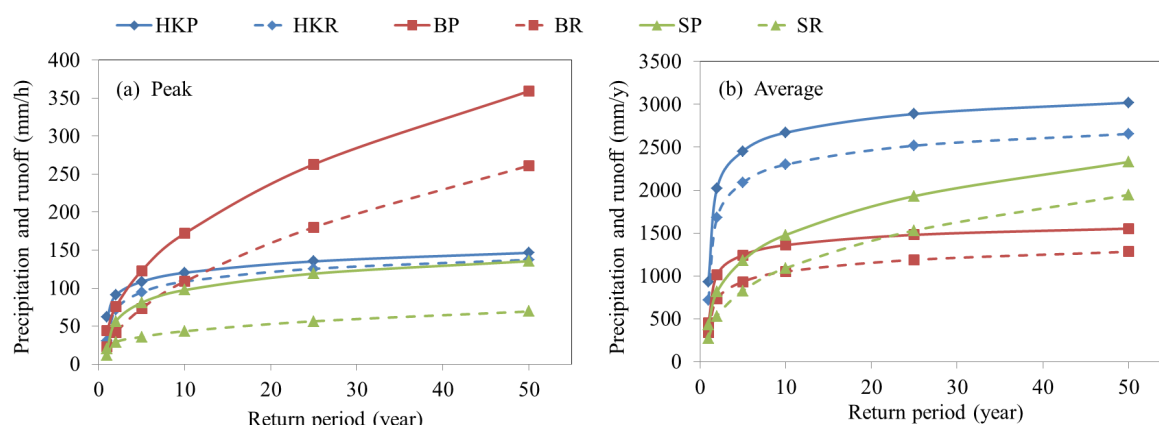 HKP HKR BP BR SP SR
Precipitation and runoff (mm/h)
400
350
300
250
200
150
100
50
0
(a) Peak
0 10 20 30 40 50
Return period (year)
Precipitation and runoff (mm/y)
3500
3000
2500
2000
1500
1000
500
0
(b) Average
0 10 20 30 40 50
Return period (year)